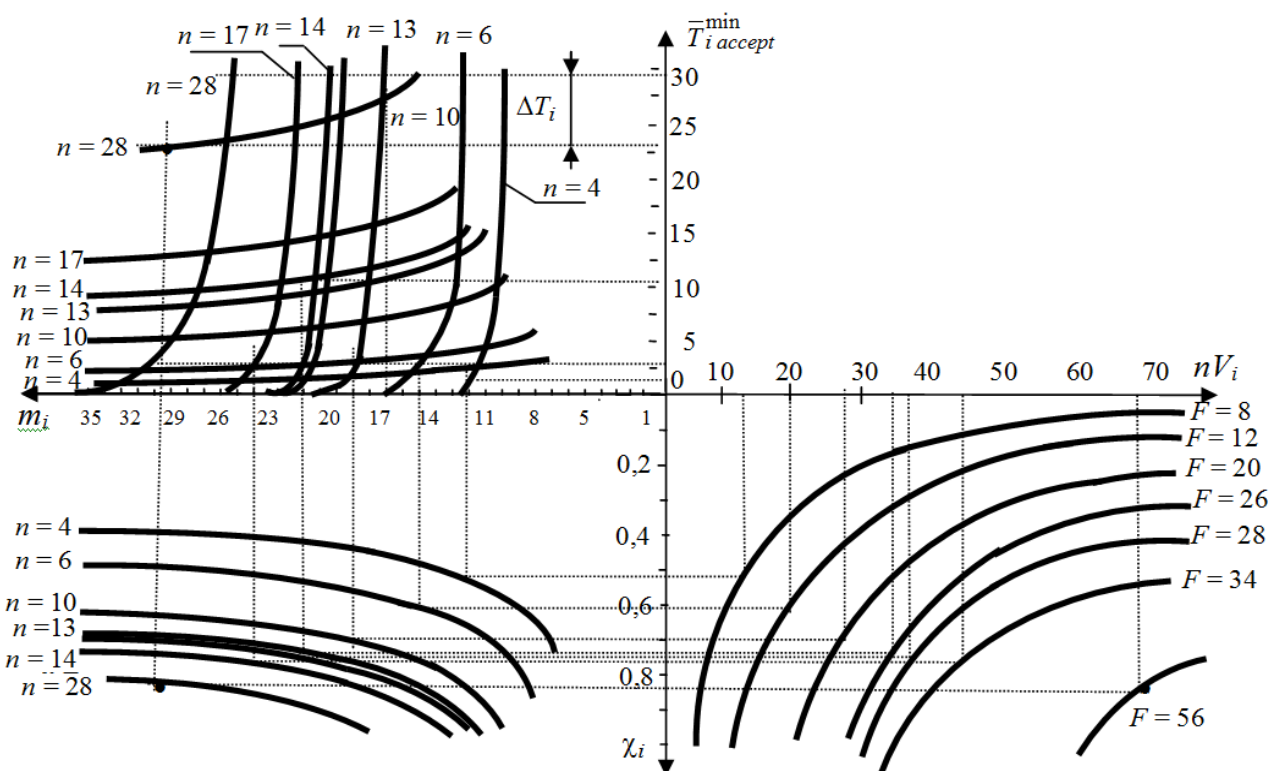 n = 17 n = 14 n = 13 n = 6 T̄ᵢ ₐccept^min
n = 28 30
n = 10 ΔTᵢ 25
n = 28
n = 4 20
15
n = 17
n = 14 10
n = 13
n = 10 5
n = 6
n = 4 0 10 20 30 40 50 60 70 nVᵢ
mᵢ 35 32 29 26 23 20 17 14 11 8 5 1 F = 8
F = 12
0,2 F = 20
F = 26
n = 4 0,4 F = 28
n = 6
F = 34
n = 10 0,6
n =13
n = 14
n = 28 0,8
F = 56
χᵢ